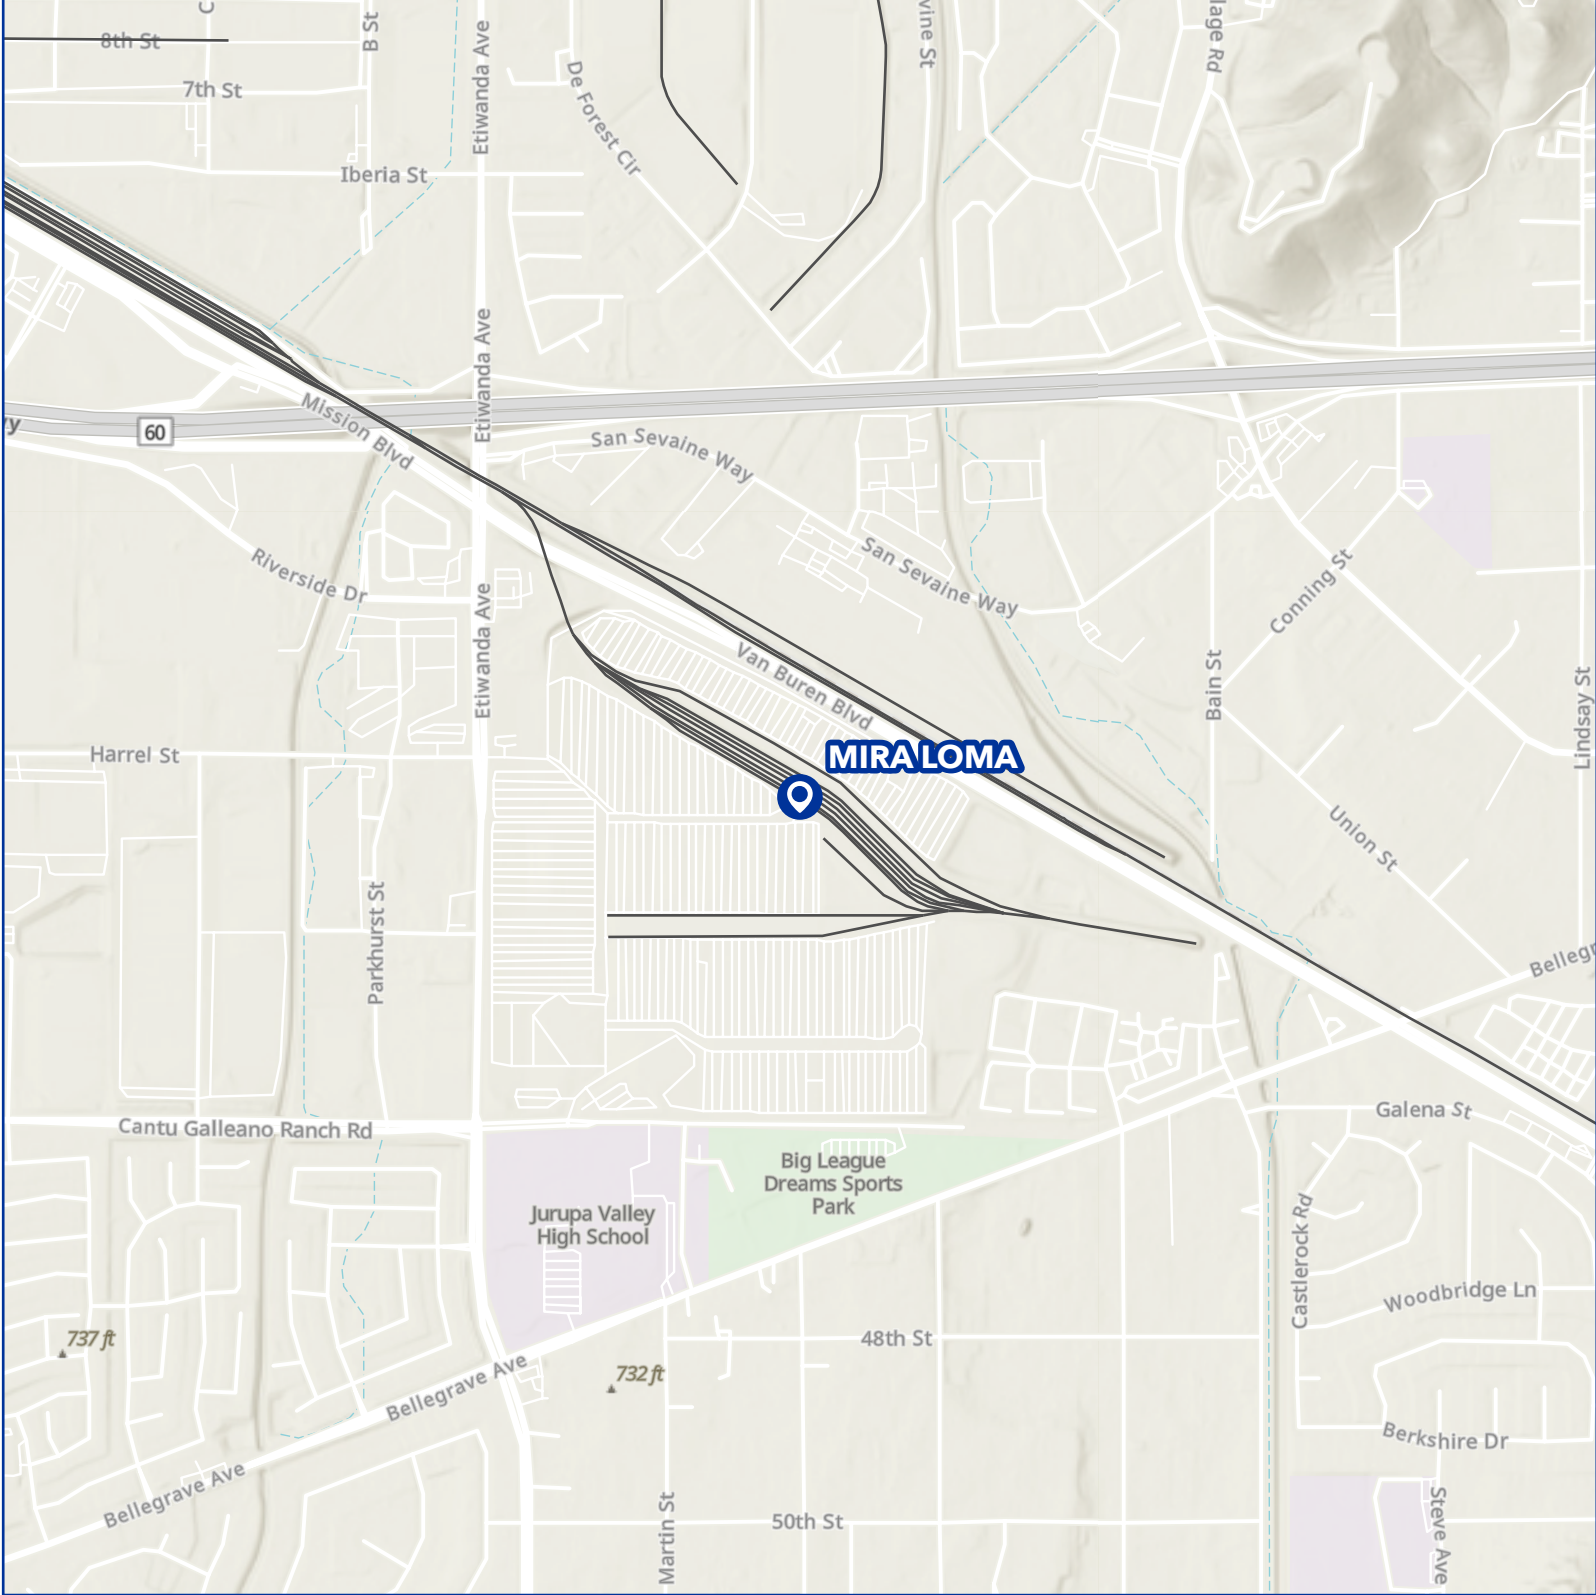 C
B St
Etiwanda Ave
vine St
lage Rd
8th St
7th St
De Forest Cir
Iberia St
Etiwanda Ave
Mission Blvd
60
y
San Sevaine Way
San Sevaine Way
Riverside Dr
Etiwanda Ave
Conning St
Bain St
Lindsay St
Van Buren Blvd
Harrel St
MIRA LOMA
Union St
Parkhurst St
Bellegr
Cantu Galleano Ranch Rd
Galena St
Big League
Dreams Sports
Park
Jurupa Valley
High School
Castlerock Rd
Woodbridge Ln
737 ft
48th St
732 ft
Bellegrave Ave
Berkshire Dr
Bellegrave Ave
Martin St
50th St
Steve Ave